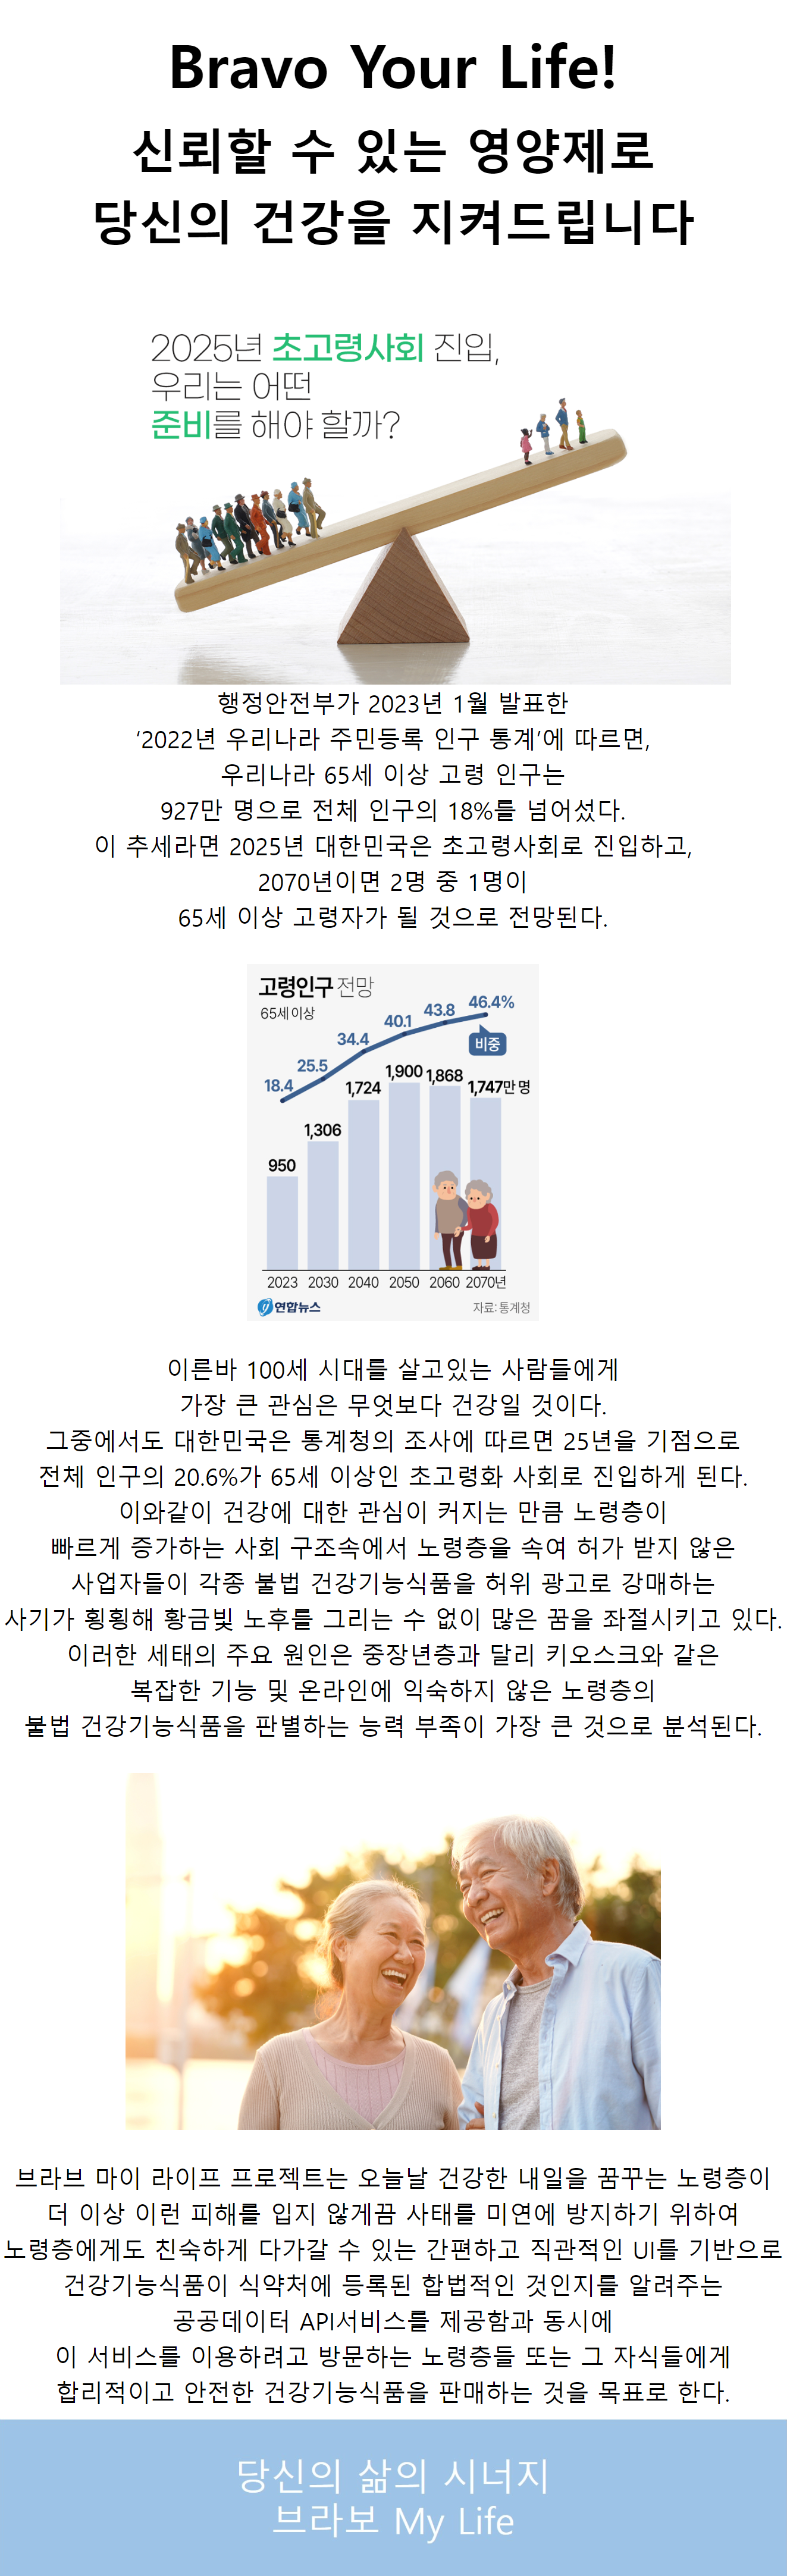 Bravo Your Life!
신뢰할 수 있는 영양제로
당신의 건강을 지켜드립니다
2025년 초고령사회 진입,
우리는 어떤
준비를 해야 할까?
행정안전부가 2023년 1월 발표한
‘2022년 우리나라 주민등록 인구 통계’에 따르면,
우리나라 65세 이상 고령 인구는
927만 명으로 전체 인구의 18%를 넘어섰다.
이 추세라면 2025년 대한민국은 초고령사회로 진입하고,
2070년이면 2명 중 1명이
65세 이상 고령자가 될 것으로 전망된다.
고령인구 전망
65세 이상
18.4 25.5 34.4 40.1 43.8 46.4%
비중
950 1,306 1,724 1,900 1,868 1,747만 명
2023 2030 2040 2050 2060 2070년
연합뉴스 자료: 통계청
이른바 100세 시대를 살고있는 사람들에게
가장 큰 관심은 무엇보다 건강일 것이다.
그중에서도 대한민국은 통계청의 조사에 따르면 25년을 기점으로
전체 인구의 20.6%가 65세 이상인 초고령화 사회로 진입하게 된다.
이와같이 건강에 대한 관심이 커지는 만큼 노령층이
빠르게 증가하는 사회 구조속에서 노령층을 속여 허가 받지 않은
사업자들이 각종 불법 건강기능식품을 허위 광고로 강매하는
사기가 횡횡해 황금빛 노후를 그리는 수 없이 많은 꿈을 좌절시키고 있다.
이러한 세태의 주요 원인은 중장년층과 달리 키오스크와 같은
복잡한 기능 및 온라인에 익숙하지 않은 노령층의
불법 건강기능식품을 판별하는 능력 부족이 가장 큰 것으로 분석된다.
브라브 마이 라이프 프로젝트는 오늘날 건강한 내일을 꿈꾸는 노령층이
더 이상 이런 피해를 입지 않게끔 사태를 미연에 방지하기 위하여
노령층에게도 친숙하게 다가갈 수 있는 간편하고 직관적인 UI를 기반으로
건강기능식품이 식약처에 등록된 합법적인 것인지를 알려주는
공공데이터 API서비스를 제공함과 동시에
이 서비스를 이용하려고 방문하는 노령층들 또는 그 자식들에게
합리적이고 안전한 건강기능식품을 판매하는 것을 목표로 한다.
당신의 삶의 시너지
브라보 My Life